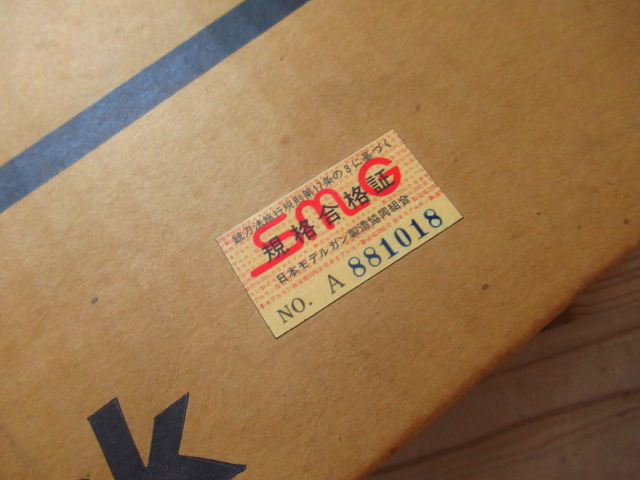 銃刀法施行規則第17条の3に基づく
SMG
規格合格証
日本モデルガン製造協同組合
NO. A 881018
k